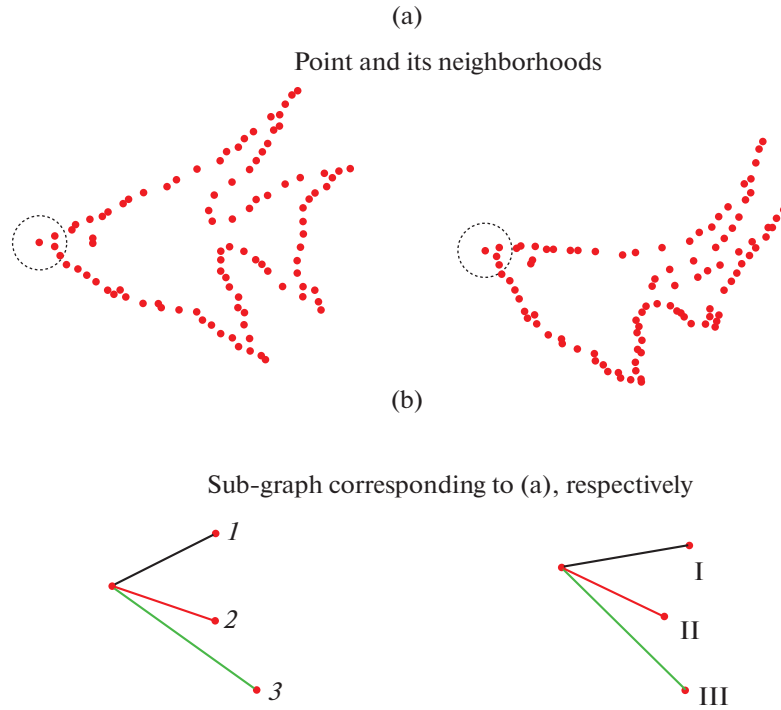 (a)
Point and its neighborhoods
(b)
Sub-graph corresponding to (a), respectively
1
2
3
I
II
III